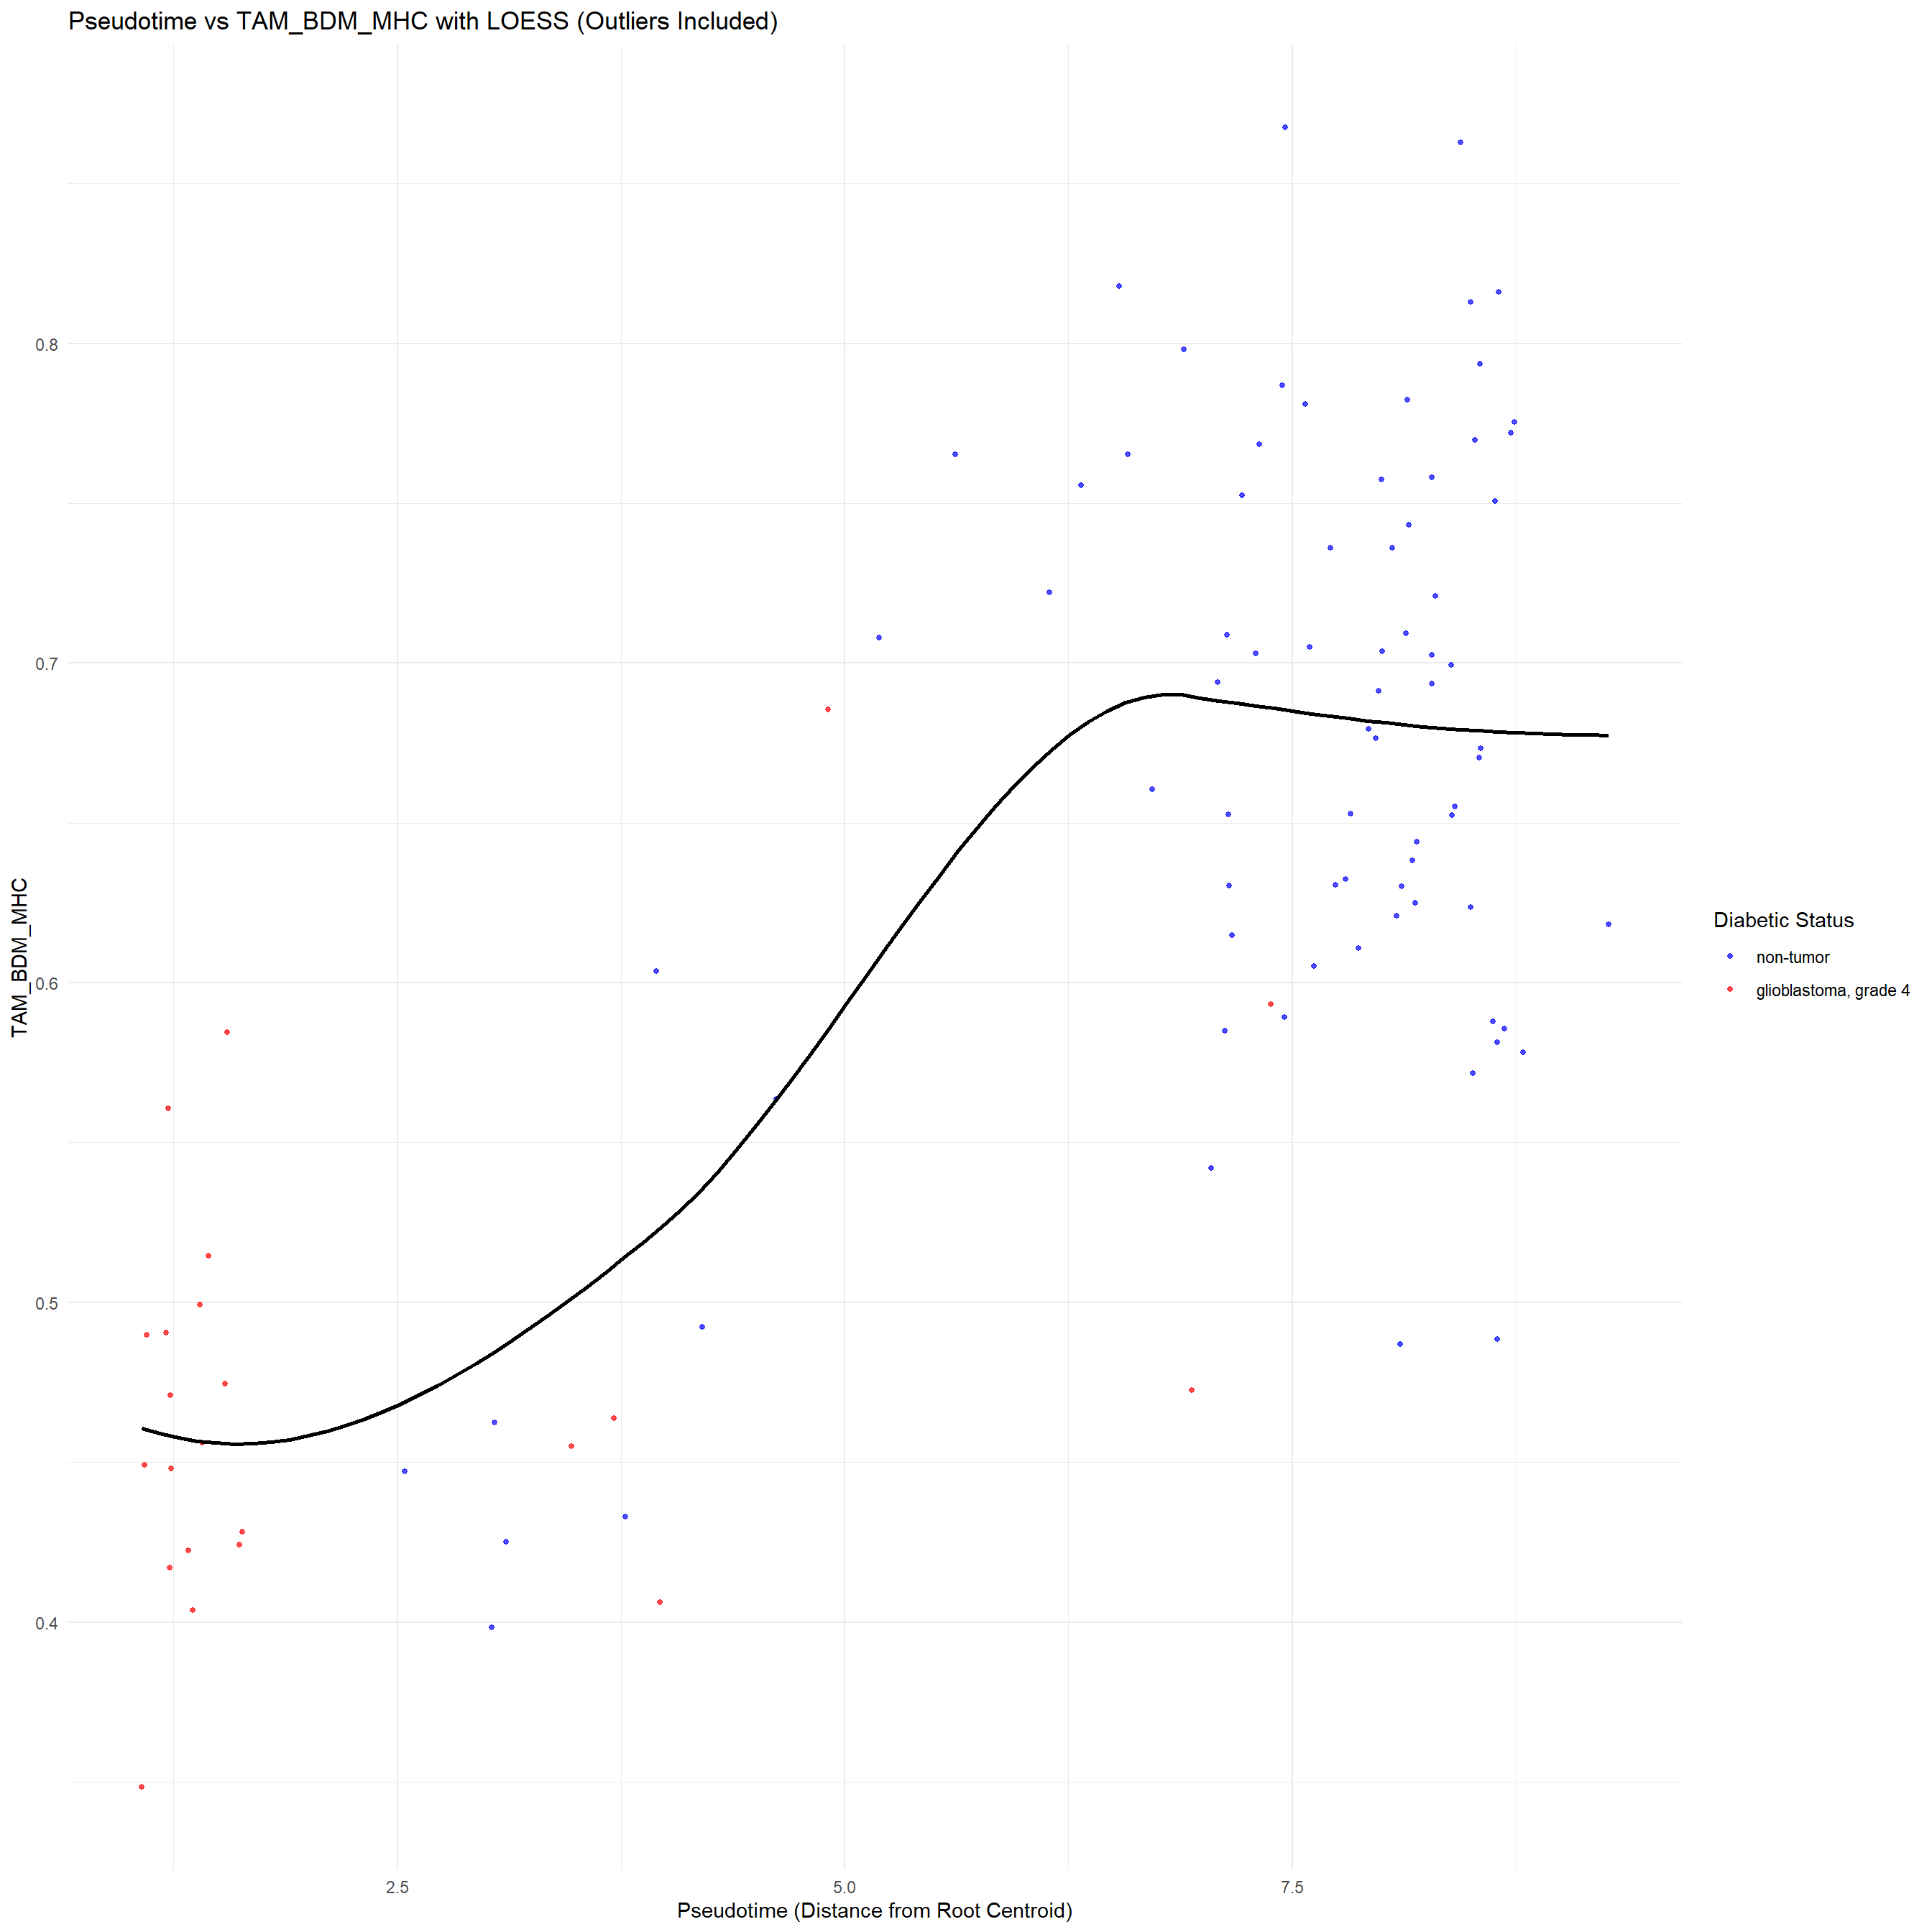 Pseudotime vs TAM_BDM_MHC with LOESS (Outliers Included)
TAM_BDM_MHC
0.8
0.7
0.6
0.5
0.4
2.5
5.0
7.5
Pseudotime (Distance from Root Centroid)
Diabetic Status
non-tumor
glioblastoma, grade 4